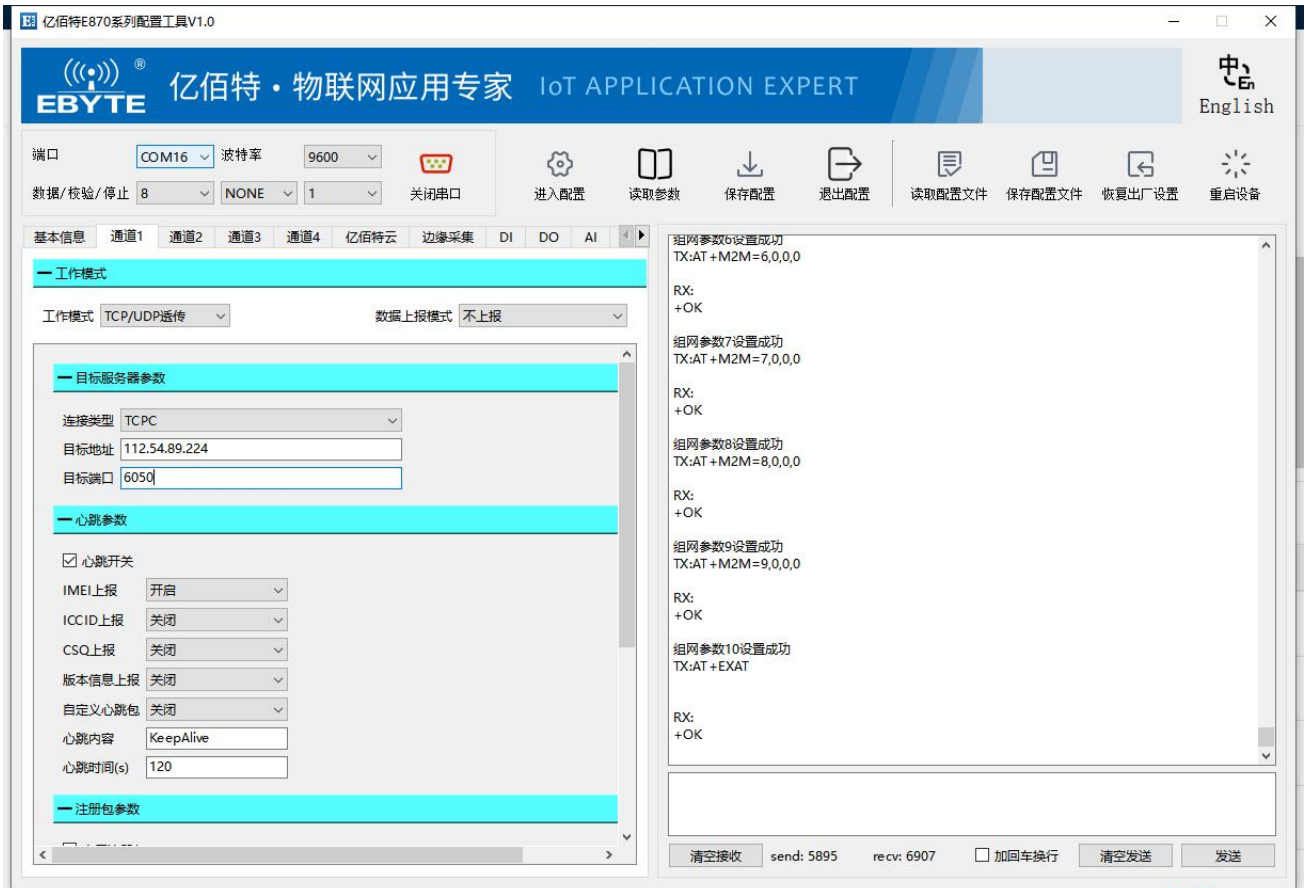 亿佰特E870系列配置工具V1.0
EBYTE ® 亿佰特·物联网应用专家 IoT APPLICATION EXPERT
中 En
English
端口 COM16 波特率 9600
数据/校验/停止 8 NONE 1
关闭串口 进入配置 读取参数 保存配置 退出配置 读取配置文件 保存配置文件 恢复出厂设置 重启设备
基本信息 通道1 通道2 通道3 通道4 亿佰特云 边缘采集 DI DO AI
工作模式
工作模式 TCP/UDP透传 数据上报模式 不上报
目标服务器参数
连接类型 TCPC
目标地址 112.54.89.224
目标端口 6050
心跳参数
心跳开关
IMEI上报 开启
ICCID上报 关闭
CSQ上报 关闭
版本信息上报 关闭
自定义心跳包 关闭
心跳内容 KeepAlive
心跳时间(s) 120
注册包参数
组网参数6设置成功
TX:AT+M2M=6,0,0,0
RX:
+OK
组网参数7设置成功
TX:AT+M2M=7,0,0,0
RX:
+OK
组网参数8设置成功
TX:AT+M2M=8,0,0,0
RX:
+OK
组网参数9设置成功
TX:AT+M2M=9,0,0,0
RX:
+OK
组网参数10设置成功
TX:AT+EXAT
RX:
+OK
清空接收 send: 5895 recv: 6907 加回车换行 清空发送 发送